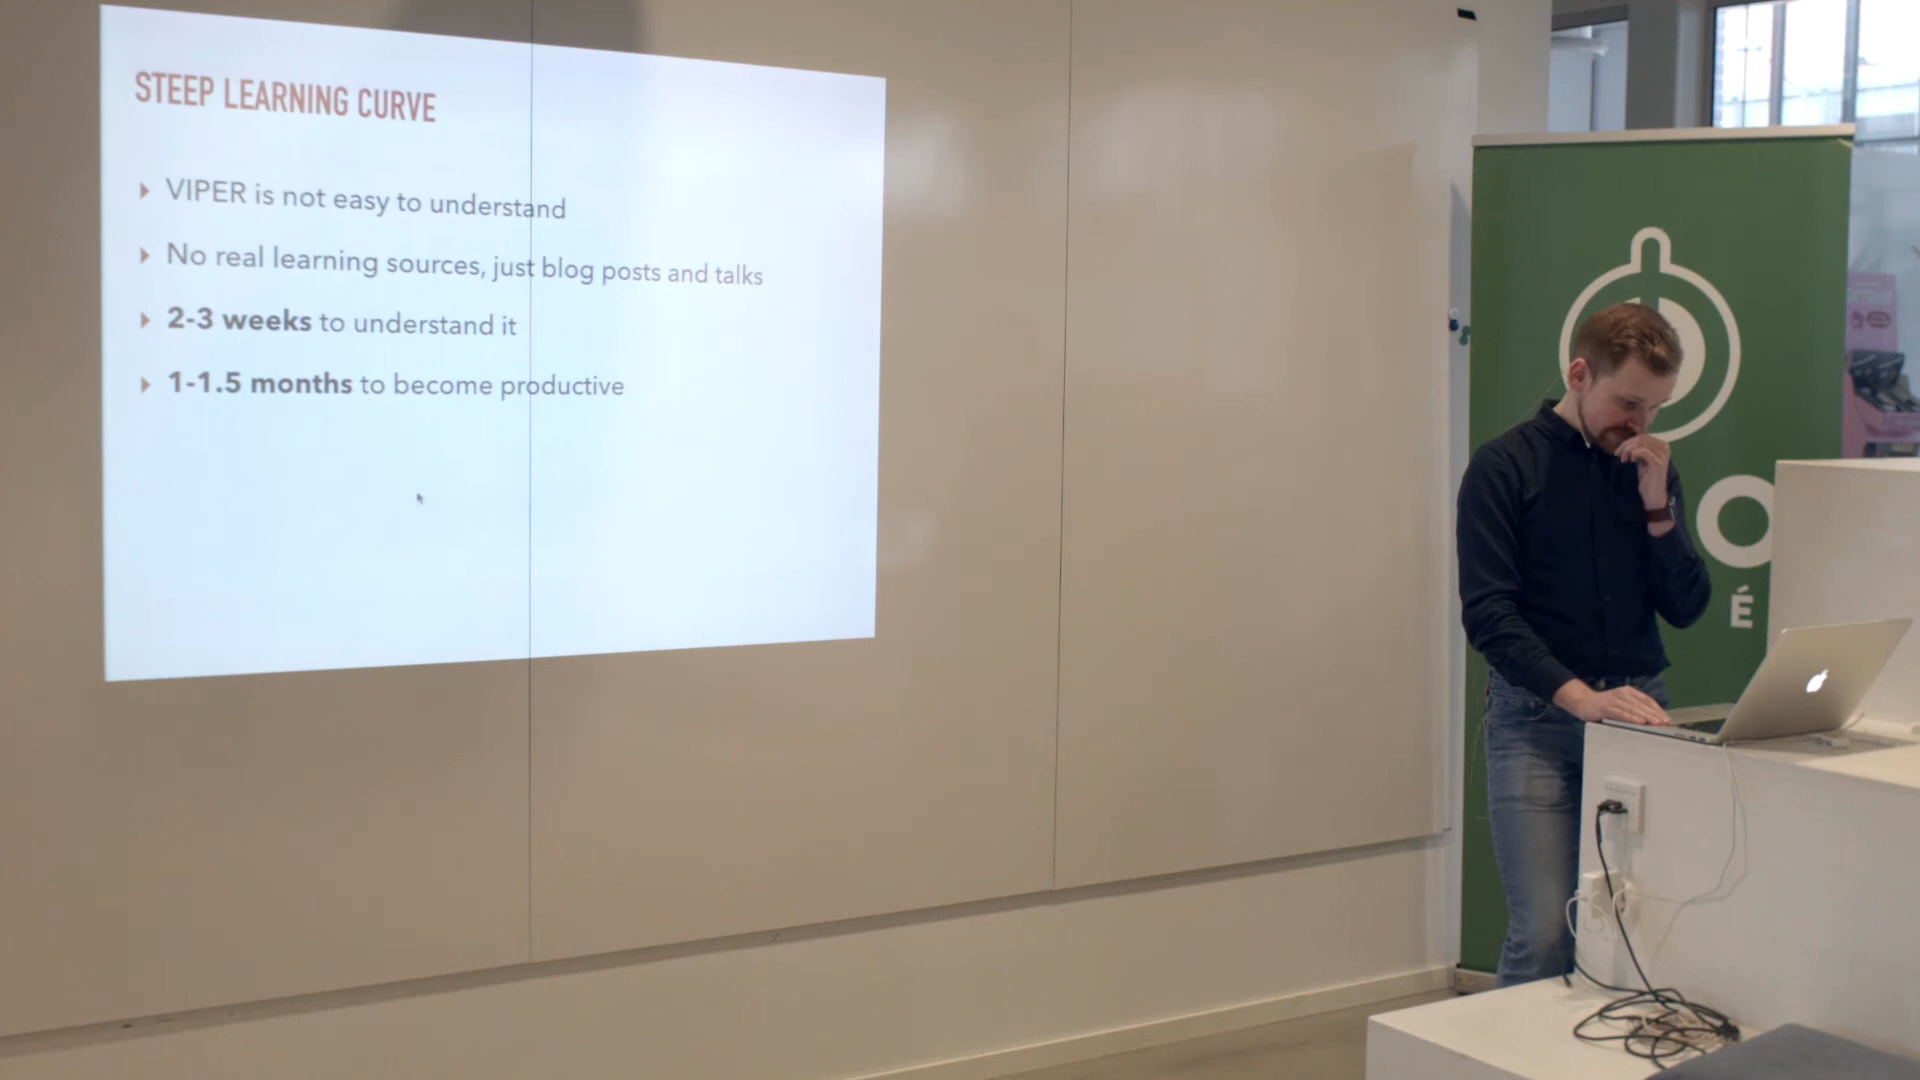 STEEP LEARNING CURVE
VIPER is not easy to understand
No real learning sources, just blog posts and talks
2-3 weeks to understand it
1-1.5 months to become productive
O
É